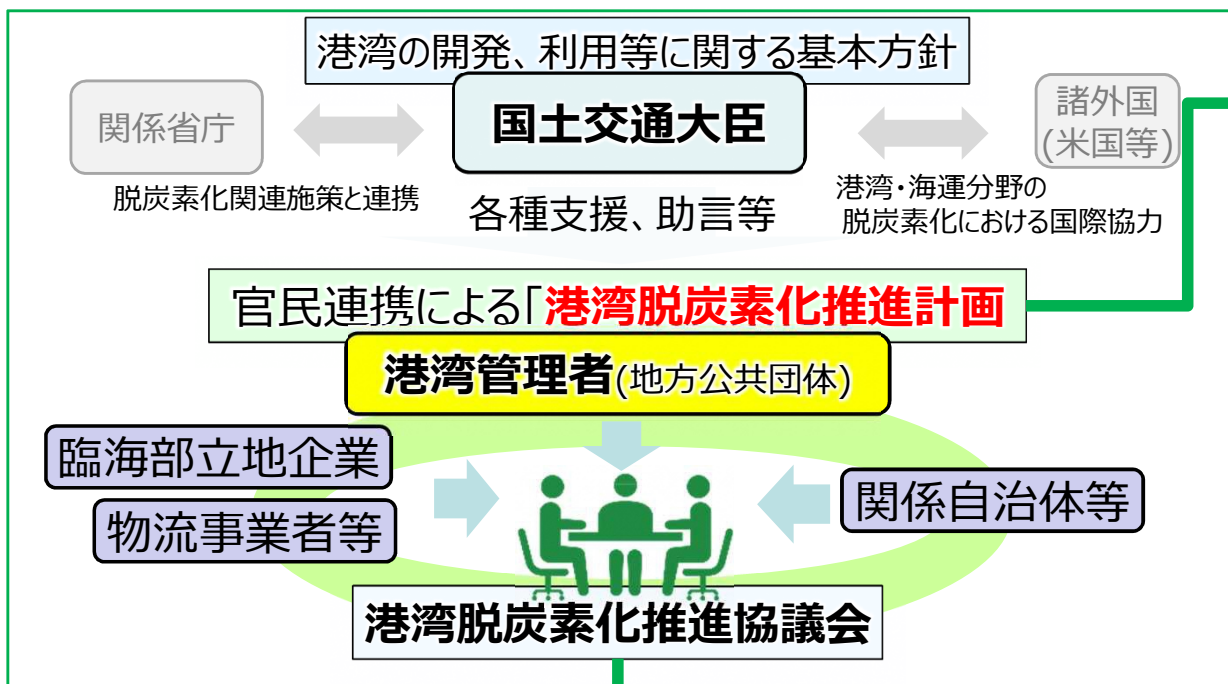 港湾の開発、利用等に関する基本方針
関係省庁
国土交通大臣
諸外国
(米国等)
脱炭素化関連施策と連携
各種支援、助言等
港湾・海運分野の
脱炭素化における国際協力
官民連携による「港湾脱炭素化推進計画
港湾管理者(地方公共団体)
臨海部立地企業
物流事業者等
関係自治体等
港湾脱炭素化推進協議会